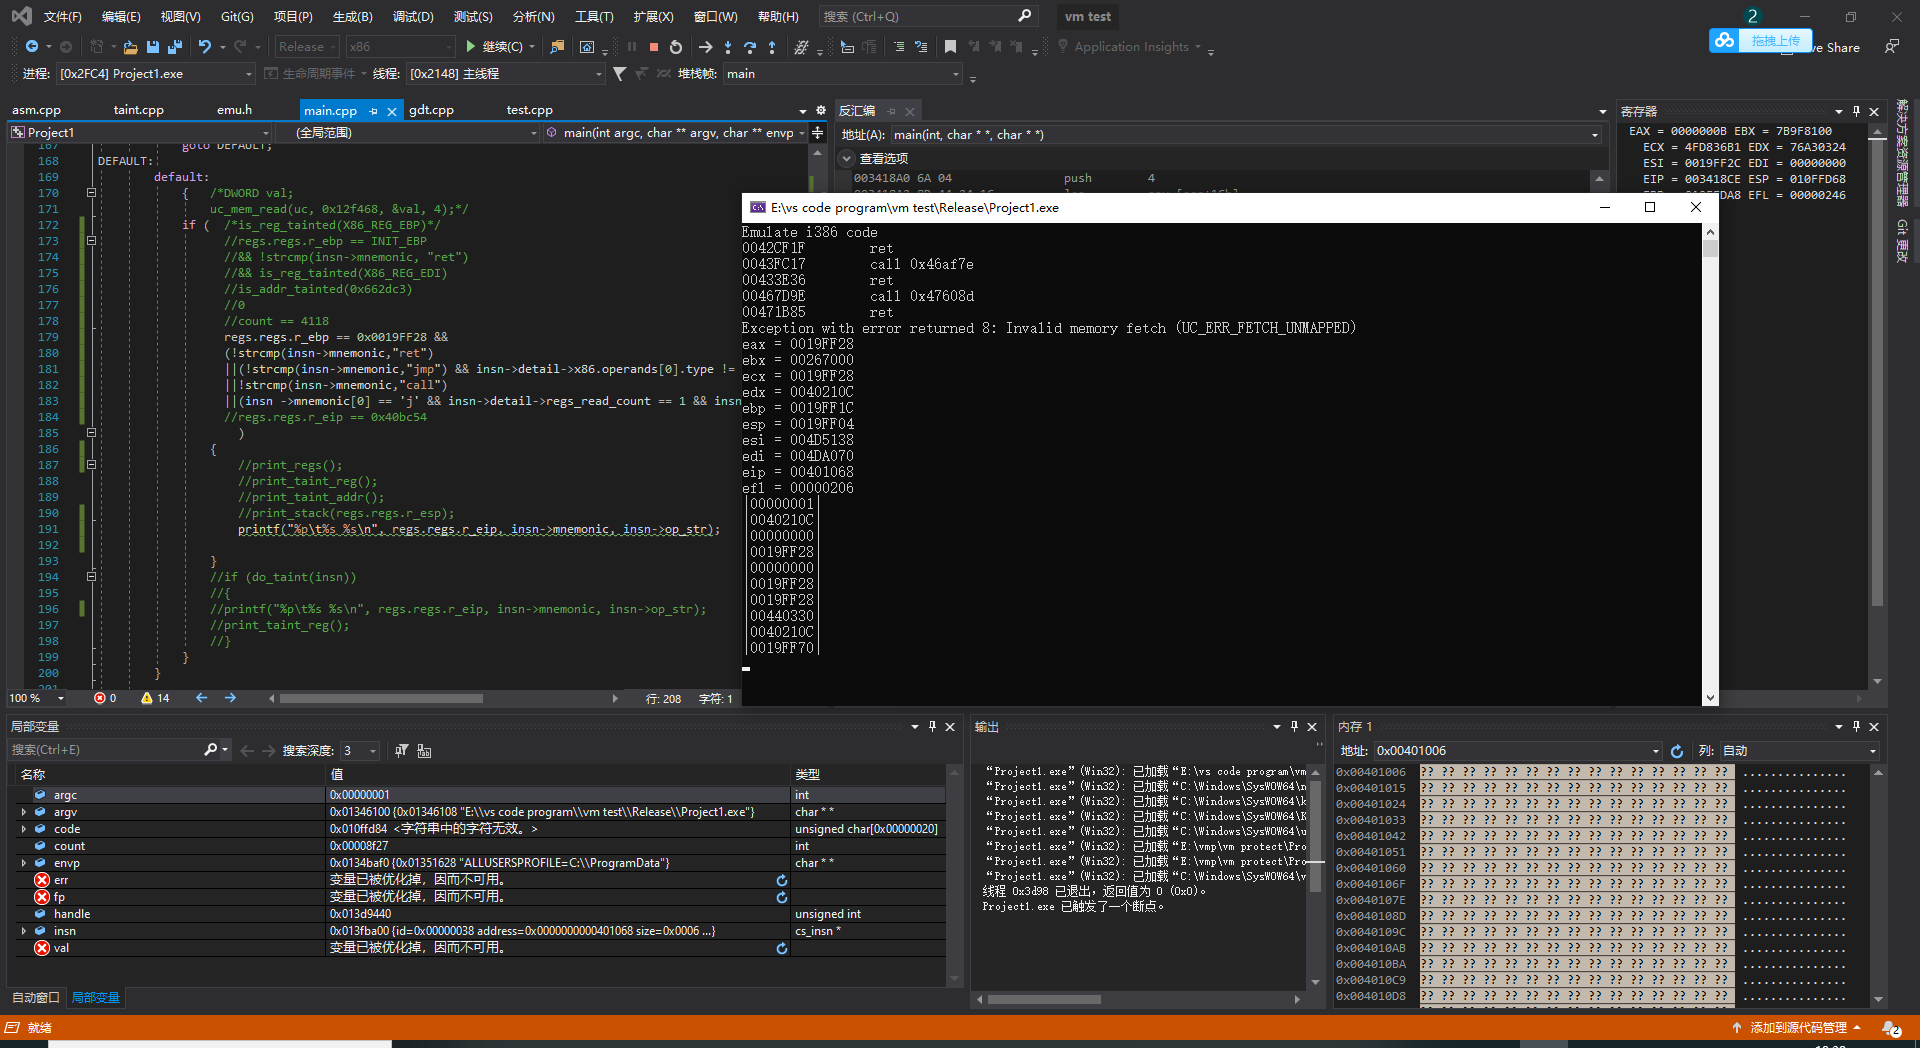 文件(F) 编辑(E) 视图(V) Git(G) 项目(P) 生成(B) 调试(D) 测试(S) 分析(N) 工具(T) 扩展(X) 窗口(W) 帮助(H) 搜索 (Ctrl+Q) vm test 2
Release x86 继续(C) Application Insights 拖拽上传 ve Share
进程: [0x2FC4] Project1.exe 生命周期事件 线程: [0x2148] 主线程 堆栈帧: main
asm.cpp taint.cpp emu.h main.cpp gdt.cpp test.cpp
Project1 (全局范围) main(int argc, char ** argv, char ** envp
167 goto DEFAULT;
168 DEFAULT:
169 default:
170 { /*DWORD val;
171 uc_mem_read(uc, 0x12f468, &val, 4);*/
172 if ( /*is_reg_tainted(X86_REG_EBP)*/
173 //regs.regs.r_ebp == INIT_EBP
174 //&& !strcmp(insn->mnemonic, "ret")
175 //&& is_reg_tainted(X86_REG_EDI)
176 //is_addr_tainted(0x662dc3)
177 //0
178 //count == 4118
179 regs.regs.r_ebp == 0x0019FF28 &&
180 (!strcmp(insn->mnemonic,"ret")
181 ||(!strcmp(insn->mnemonic,"jmp") && insn->detail->x86.operands[0].type !=
182 ||!strcmp(insn->mnemonic,"call")
183 ||(insn ->mnemonic[0] == 'j' && insn->detail->regs_read_count == 1 && insn
184 //regs.regs.r_eip == 0x40bc54
185 )
186 {
187 //print_regs();
188 //print_taint_reg();
189 //print_taint_addr();
190 //print_stack(regs.regs.r_esp);
191 printf("%p\t%s %s\n", regs.regs.r_eip, insn->mnemonic, insn->op_str);
192
193 }
194 //if (do_taint(insn))
195 //{
196 //printf("%p\t%s %s\n", regs.regs.r_eip, insn->mnemonic, insn->op_str);
197 //print_taint_reg();
198 //}
199 }
200 }
100 % 0 14 行: 208 字符: 1
反汇编
地址(A): main(int, char * *, char * *)
查看选项
003418A0 6A 04 push 4
E:\vs code program\vm test\Release\Project1.exe
Emulate i386 code
0042CF1F ret
0043FC17 call 0x46af7e
00433E36 ret
00467D9E call 0x47608d
00471B85 ret
Exception with error returned 8: Invalid memory fetch (UC_ERR_FETCH_UNMAPPED)
eax = 0019FF28
ebx = 00267000
ecx = 0019FF28
edx = 0040210C
ebp = 0019FF1C
esp = 0019FF04
esi = 004D5138
edi = 004DA070
eip = 00401068
efl = 00000206
|00000001|
|0040210C|
|00000000|
|0019FF28|
|00000000|
|0019FF28|
|0019FF28|
|00440330|
|0040210C|
|0019FF70|
寄存器
EAX = 0000000B EBX = 7B9F8100
ECX = 4FD836B1 EDX = 76A30324
ESI = 0019FF2C EDI = 00000000
EIP = 003418CE ESP = 010FFD68
DA8 EFL = 00000246
解决方案资源管理器
Git 更改
局部变量
搜索(Ctrl+E) 搜索深度: 3
名称 值 类型
argc 0x00000001 int
argv 0x01346100 {0x01346108 "E:\\vs code program\\vm test\\Release\\Project1.exe"} char * *
code 0x010ffd84 <字符串中的字符无效。> unsigned char[0x00000020]
count 0x00008f27 int
envp 0x0134baf0 {0x01351628 "ALLUSERSPROFILE=C:\\ProgramData"} char * *
err 变量已被优化掉，因而不可用。
fp 变量已被优化掉，因而不可用。
handle 0x013d9440 unsigned int
insn 0x013fba00 {id=0x00000038 address=0x0000000000401068 size=0x0006 ...} cs_insn *
val 变量已被优化掉，因而不可用。
自动窗口 局部变量
输出
“Project1.exe”(Win32): 已加载“E:\vs code program\vm
“Project1.exe”(Win32): 已加载“C:\Windows\SysWOW64\n
“Project1.exe”(Win32): 已加载“C:\Windows\SysWOW64\k
“Project1.exe”(Win32): 已加载“C:\Windows\SysWOW64\K
“Project1.exe”(Win32): 已加载“C:\Windows\SysWOW64\u
“Project1.exe”(Win32): 已加载“E:\vmp\vm protect\Pro
“Project1.exe”(Win32): 已加载“E:\vmp\vm protect\Pro
“Project1.exe”(Win32): 已加载“C:\Windows\SysWOW64\v
线程 0x3d98 已退出，返回值为 0 (0x0)。
Project1.exe 已触发了一个断点。
内存 1
地址: 0x00401006 列: 自动
0x00401006 ?? ?? ?? ?? ?? ?? ?? ?? ?? ?? ?? ?? ?? ?? ?? ...............
0x00401015 ?? ?? ?? ?? ?? ?? ?? ?? ?? ?? ?? ?? ?? ?? ?? ...............
0x00401024 ?? ?? ?? ?? ?? ?? ?? ?? ?? ?? ?? ?? ?? ?? ?? ...............
0x00401033 ?? ?? ?? ?? ?? ?? ?? ?? ?? ?? ?? ?? ?? ?? ?? ...............
0x00401042 ?? ?? ?? ?? ?? ?? ?? ?? ?? ?? ?? ?? ?? ?? ?? ...............
0x00401051 ?? ?? ?? ?? ?? ?? ?? ?? ?? ?? ?? ?? ?? ?? ?? ...............
0x00401060 ?? ?? ?? ?? ?? ?? ?? ?? ?? ?? ?? ?? ?? ?? ?? ...............
0x0040106F ?? ?? ?? ?? ?? ?? ?? ?? ?? ?? ?? ?? ?? ?? ?? ...............
0x0040107E ?? ?? ?? ?? ?? ?? ?? ?? ?? ?? ?? ?? ?? ?? ?? ...............
0x0040108D ?? ?? ?? ?? ?? ?? ?? ?? ?? ?? ?? ?? ?? ?? ?? ...............
0x0040109C ?? ?? ?? ?? ?? ?? ?? ?? ?? ?? ?? ?? ?? ?? ?? ...............
0x004010AB ?? ?? ?? ?? ?? ?? ?? ?? ?? ?? ?? ?? ?? ?? ?? ...............
0x004010BA ?? ?? ?? ?? ?? ?? ?? ?? ?? ?? ?? ?? ?? ?? ?? ...............
0x004010C9 ?? ?? ?? ?? ?? ?? ?? ?? ?? ?? ?? ?? ?? ?? ?? ...............
0x004010D8 ?? ?? ?? ?? ?? ?? ?? ?? ?? ?? ?? ?? ?? ?? ?? ...............
就绪 添加到源代码管理 2